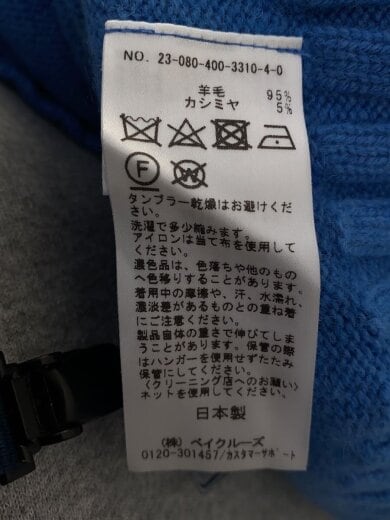 NO. 23-080-400-3310-4-0
羊毛 95%
カシミヤ 5%
F W
タンブラー乾燥はお避けくだ
さい。
洗濯で多少縮みます。
アイロンは当て布を使用して
ください。
濃色品は、色落ちや他のもの
へ色移りすることがあります。
着用中の摩擦や、汗、水濡れ、
濃淡差があるものとの重ね着
にご注意ください。
製品自体の重さで伸びてしま
うことがあります。保管の際
はハンガーを使用せずたたみ
保管にしてください。
〈クリーニング店へのお願い〉
ネットを使用してください。
日本製
(株) ベイクルーズ
0120-301457/カスタマーサポート